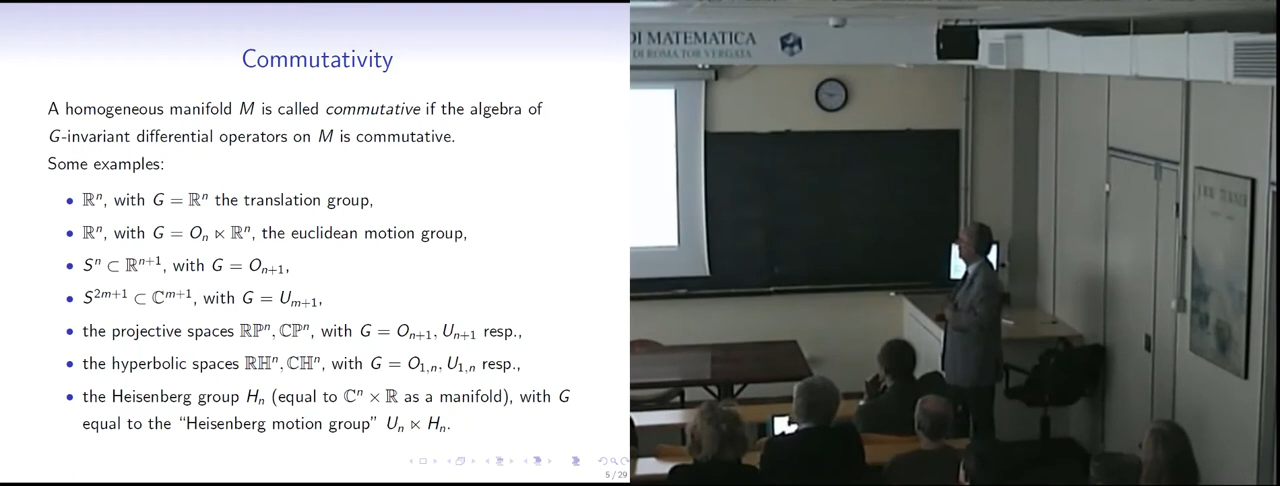 Commutativity
A homogeneous manifold M is called commutative if the algebra of
G-invariant differential operators on M is commutative.
Some examples:
• ℝⁿ, with G = ℝⁿ the translation group,
• ℝⁿ, with G = Oₙ ⋉ ℝⁿ, the euclidean motion group,
• Sⁿ ⊂ ℝⁿ⁺¹, with G = Oₙ₊₁,
• S²ᵐ⁺¹ ⊂ ℂᵐ⁺¹, with G = Uₘ₊₁,
• the projective spaces ℝℙⁿ, ℂℙⁿ, with G = Oₙ₊₁, Uₙ₊₁ resp.,
• the hyperbolic spaces ℝℍⁿ, ℂℍⁿ, with G = O₁,ₙ, U₁,ₙ resp.,
• the Heisenberg group Hₙ (equal to ℂⁿ × ℝ as a manifold), with G
equal to the “Heisenberg motion group” Uₙ ⋉ Hₙ.
5 / 29
DI MATEMATICA
DI ROMA TOR VERGATA